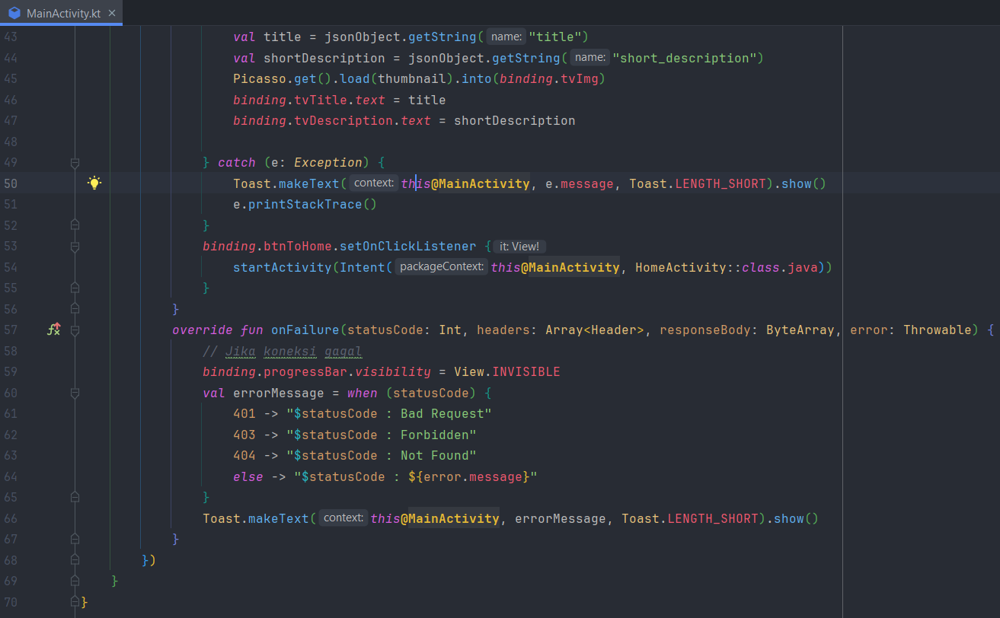 MainActivity.kt ×
43 val title = jsonObject.getString( name: "title")
44 val shortDescription = jsonObject.getString( name: "short_description")
45 Picasso.get().load(thumbnail).into(binding.tvImg)
46 binding.tvTitle.text = title
47 binding.tvDescription.text = shortDescription
48
49 } catch (e: Exception) {
50 Toast.makeText( context: this@MainActivity, e.message, Toast.LENGTH_SHORT).show()
51 e.printStackTrace()
52 }
53 binding.btnToHome.setOnClickListener { it: View!
54 startActivity(Intent( packageContext: this@MainActivity, HomeActivity::class.java))
55 }
56 }
57 override fun onFailure(statusCode: Int, headers: Array<Header>, responseBody: ByteArray, error: Throwable) {
58 // Jika koneksi gagal
59 binding.progressBar.visibility = View.INVISIBLE
60 val errorMessage = when (statusCode) {
61 401 -> "$statusCode : Bad Request"
62 403 -> "$statusCode : Forbidden"
63 404 -> "$statusCode : Not Found"
64 else -> "$statusCode : ${error.message}"
65 }
66 Toast.makeText( context: this@MainActivity, errorMessage, Toast.LENGTH_SHORT).show()
67 }
68 })
69 }
70 }